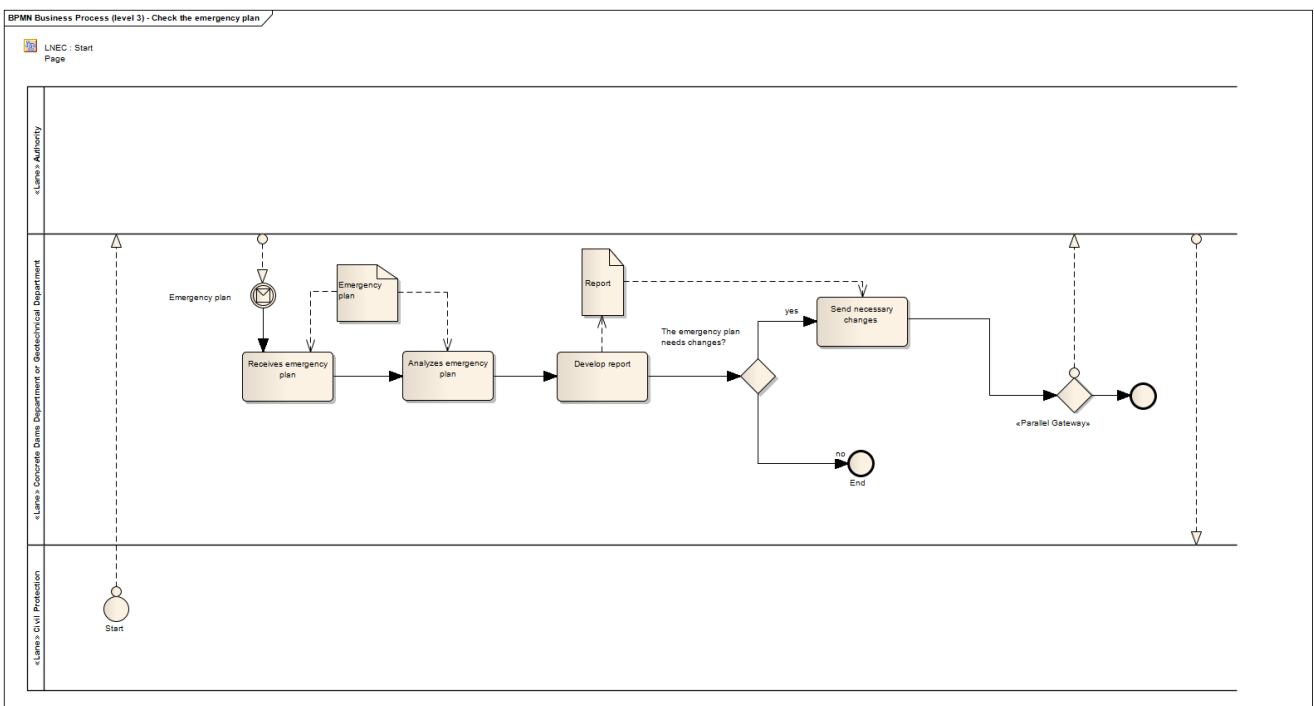 BPMN Business Process (level 3) - Check the emergency plan
LNEC : Start
Page
«Lane» Authority
«Lane» Concrete Dams Department or Geotechnical Department
Emergency plan
Emergency
plan
Receives emergency
plan
Analyzes emergency
plan
Report
Develop report
The emergency plan
needs changes?
yes
Send necessary
changes
no
End
«Parallel Gateway»
«Lane» Civil Protection
Start